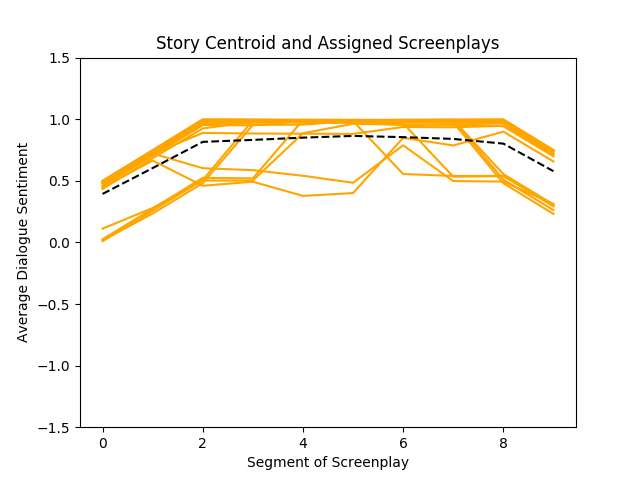 Story Centroid and Assigned Screenplays
1.5
1.0
0.5
0.0
−0.5
−1.0
−1.5
Average Dialogue Sentiment
0 2 4 6 8
Segment of Screenplay